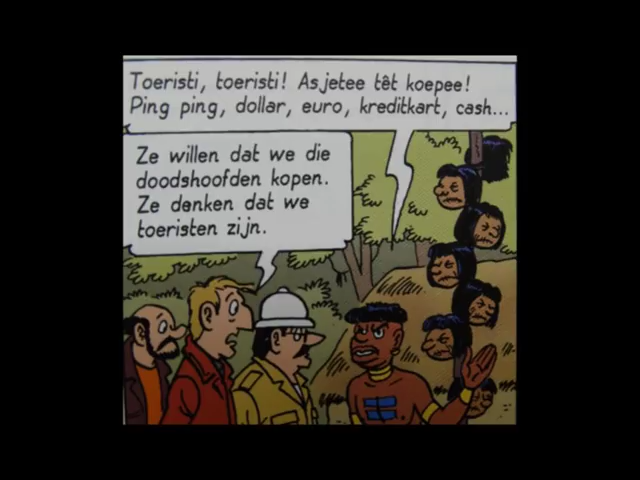 Toeristi, toeristi! Asjetee têt koepee!
Ping ping, dollar, euro, kreditkart, cash...
Ze willen dat we die
doodshoofden kopen.
Ze denken dat we
toeristen zijn.